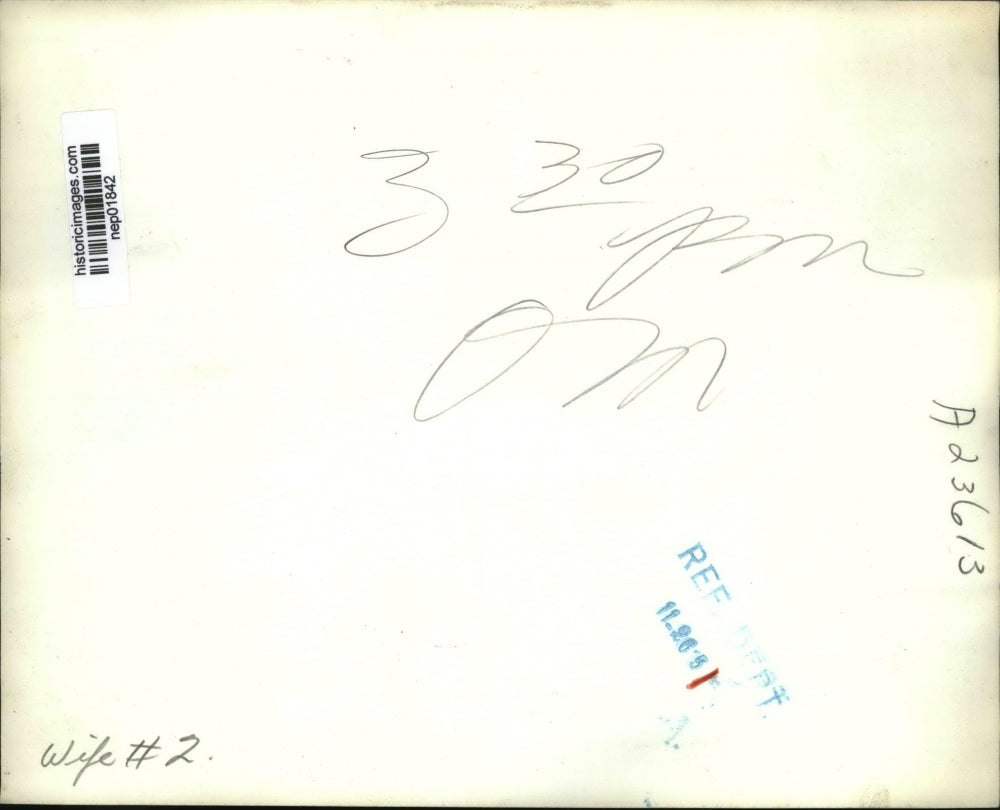 historicimages.com
nep01842
3 30
pm
Om
A23613
REF. DEPT.
Wife #2.